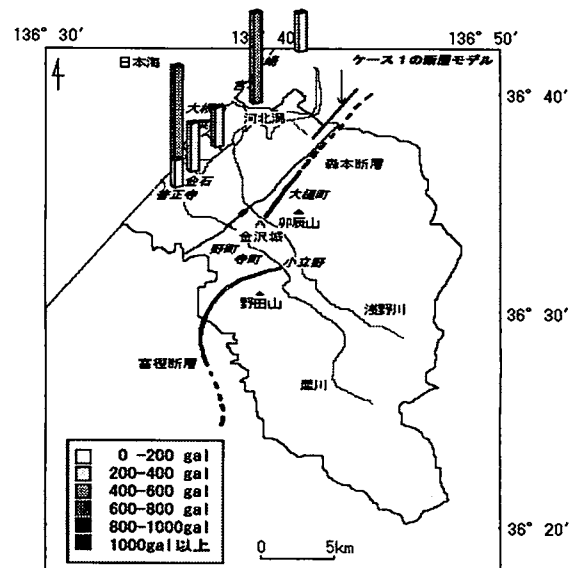 136° 30′
136° 40′
136° 50′
日本海
ケース1の断層モデル
36° 40′
河北潟
森本断層
金石
普正寺
大樋町
卯辰山
金沢城
野町
寺町
小立野
野田山
浅野川
36° 30′
富樫断層
犀川
0 -200 gal
200-400 gal
400-600 gal
600-800 gal
800-1000gal
1000gal以上
0 5km
36° 20′